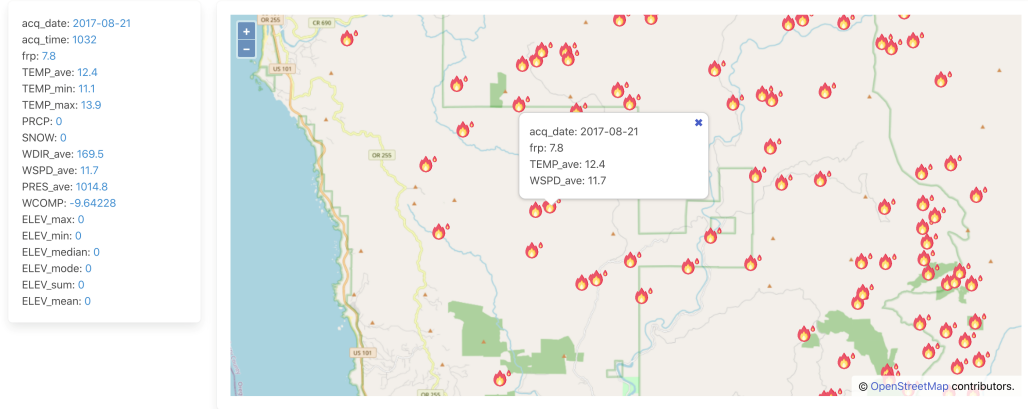 acq_date: 2017-08-21
acq_time: 1032
frp: 7.8
TEMP_ave: 12.4
TEMP_min: 11.1
TEMP_max: 13.9
PRCP: 0
SNOW: 0
WDIR_ave: 169.5
WSPD_ave: 11.7
PRES_ave: 1014.8
WCOMP: -9.64228
ELEV_max: 0
ELEV_min: 0
ELEV_median: 0
ELEV_mode: 0
ELEV_sum: 0
ELEV_mean: 0
OR 255
CR 690
+
−
US 101
OR 255
acq_date: 2017-08-21
frp: 7.8
TEMP_ave: 12.4
WSPD_ave: 11.7
US 101
OR 255
© OpenStreetMap contributors.